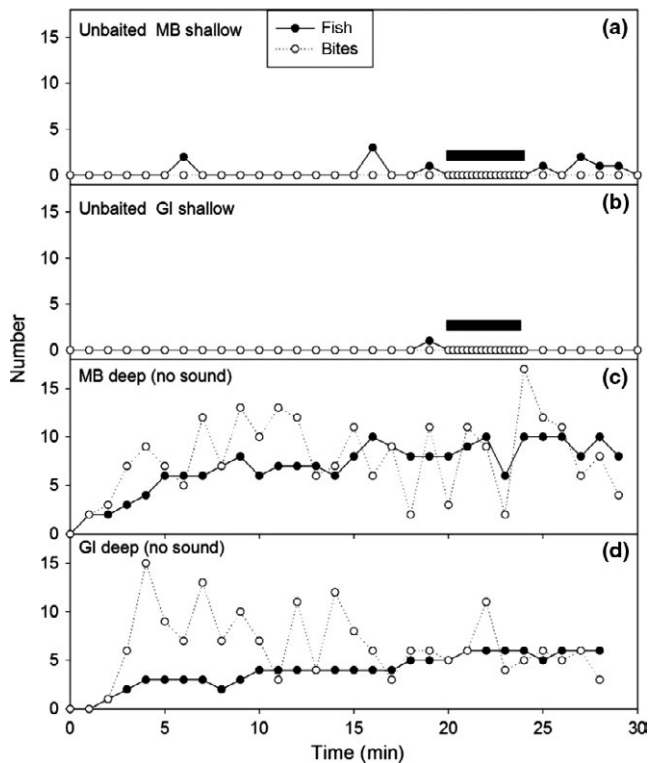 Unbaited MB shallow
Fish
Bites
(a)
15
10
5
0
Unbaited GI shallow
(b)
15
10
5
0
Number
MB deep (no sound)
(c)
15
10
5
0
GI deep (no sound)
(d)
15
10
5
0
0 5 10 15 20 25 30
Time (min)